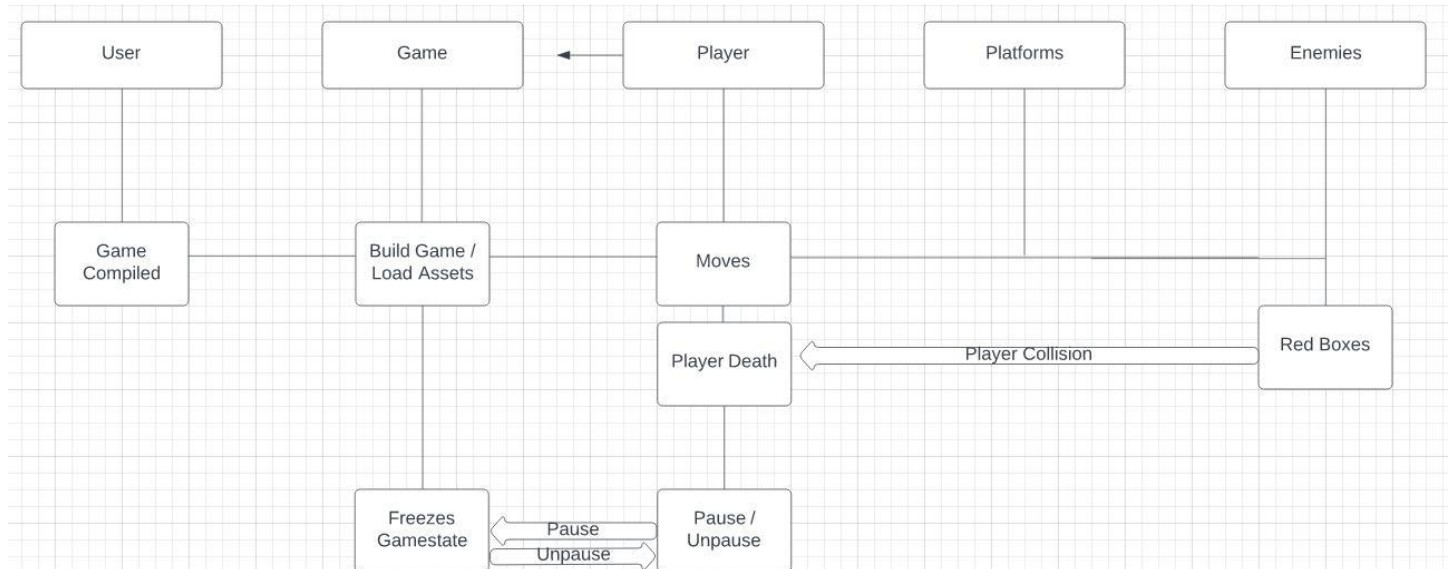 User
Game
Player
Platforms
Enemies
Game
Compiled
Build Game /
Load Assets
Moves
Player Death
Player Collision
Red Boxes
Freezes
Gamestate
Pause
Unpause
Pause /
Unpause